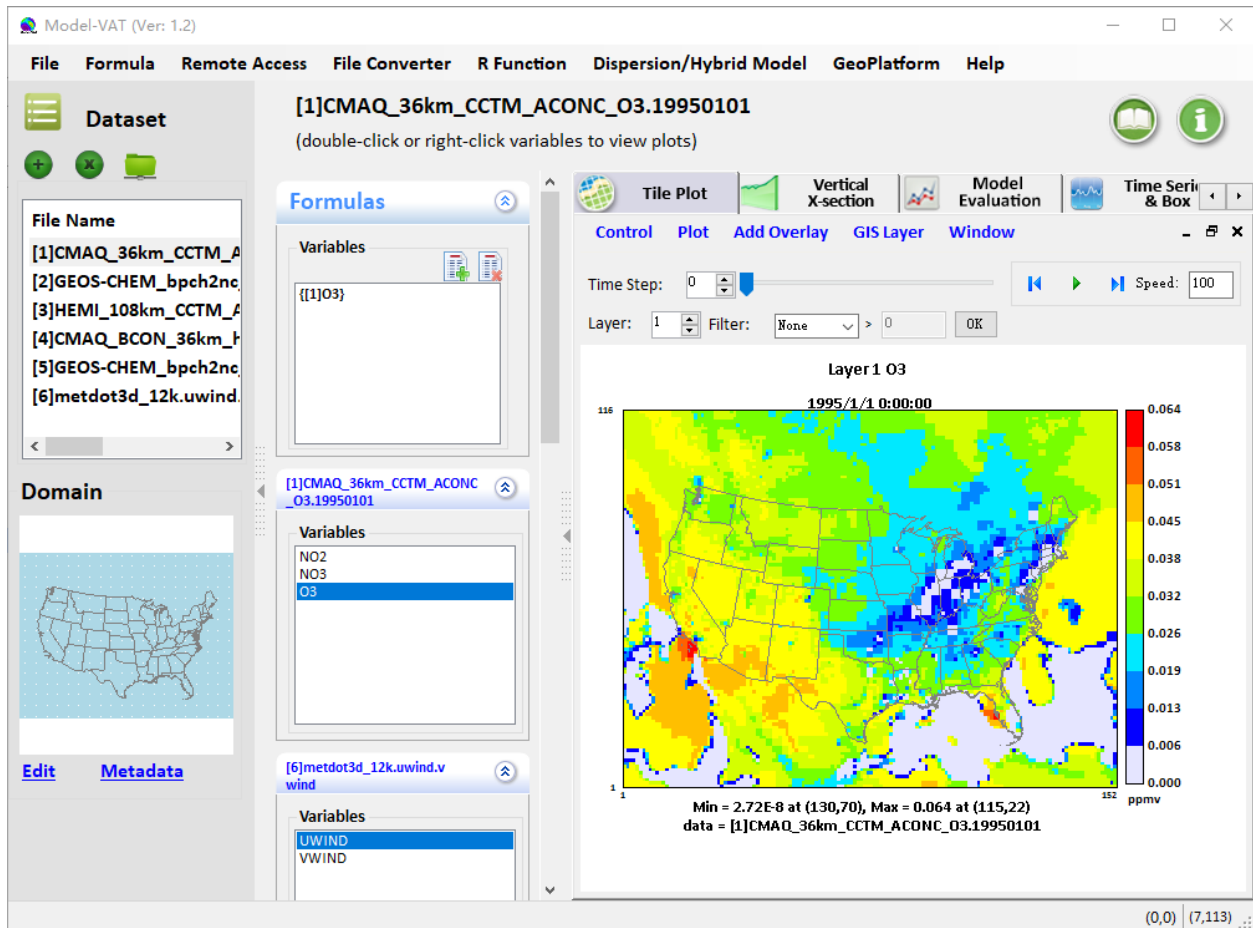 Model-VAT (Ver: 1.2)
File Formula Remote Access File Converter R Function Dispersion/Hybrid Model GeoPlatform Help
Dataset
[1]CMAQ_36km_CCTM_ACONC_O3.19950101
(double-click or right-click variables to view plots)
File Name
[1]CMAQ_36km_CCTM_A
[2]GEOS-CHEM_bpch2nc
[3]HEMI_108km_CCTM_A
[4]CMAQ_BCON_36km_h
[5]GEOS-CHEM_bpch2nc
[6]metdot3d_12k.uwind.
Domain
Edit Metadata
Formulas
Variables
{[1]O3}
[1]CMAQ_36km_CCTM_ACONC
_O3.19950101
Variables
NO2
NO3
O3
[6]metdot3d_12k.uwind.v
wind
Variables
UWIND
VWIND
Tile Plot
Vertical
X-section
Model
Evaluation
Time Seri
& Box
Control Plot Add Overlay GIS Layer Window
Time Step: 0 Speed: 100
Layer: 1 Filter: None > 0 OK
Layer 1 O3
1995/1/1 0:00:00
116
1
1
152
0.064
0.058
0.051
0.045
0.038
0.032
0.026
0.019
0.013
0.006
0.000
ppmv
Min = 2.72E-8 at (130,70), Max = 0.064 at (115,22)
data = [1]CMAQ_36km_CCTM_ACONC_O3.19950101
(0,0) (7,113)